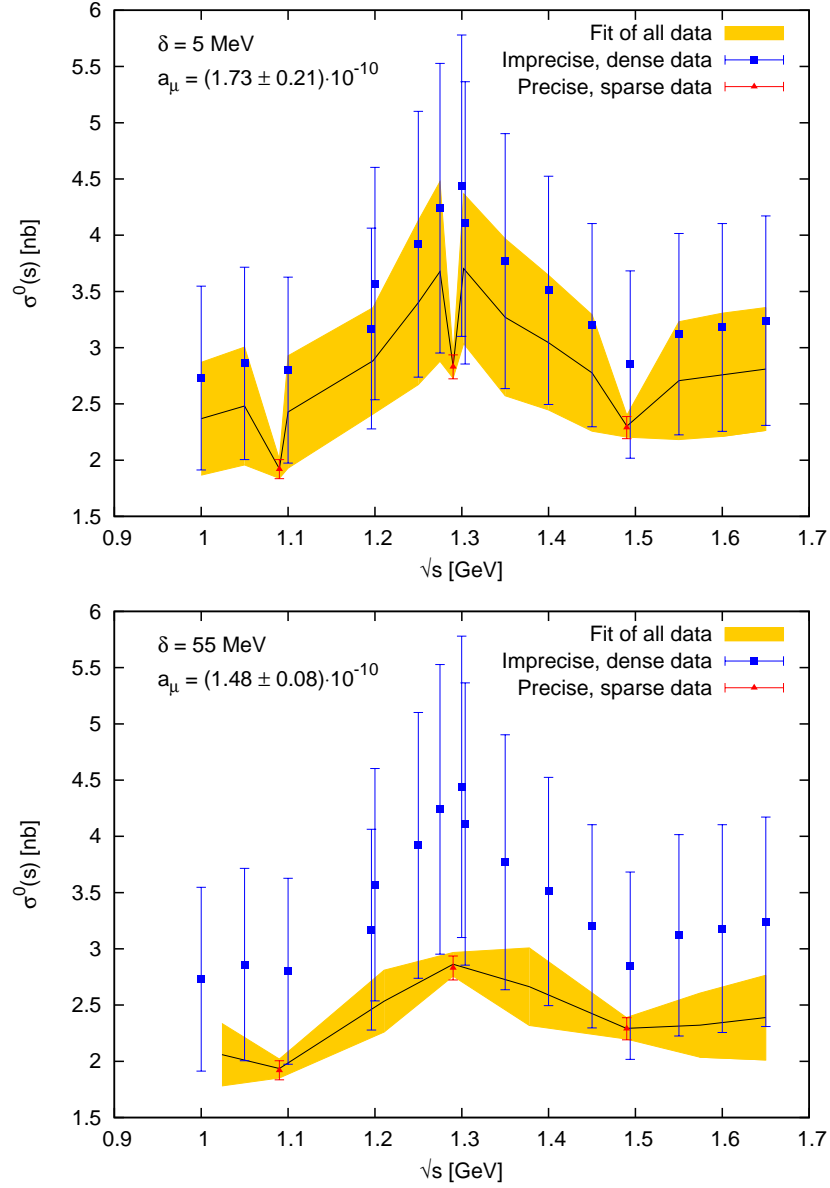 δ = 5 MeV
aμ = (1.73 ± 0.21)·10⁻¹⁰
Fit of all data
Imprecise, dense data
Precise, sparse data
σ⁰(s) [nb]
6
5.5
5
4.5
4
3.5
3
2.5
2
1.5
0.9 1 1.1 1.2 1.3 1.4 1.5 1.6 1.7
√s [GeV]
δ = 55 MeV
aμ = (1.48 ± 0.08)·10⁻¹⁰
Fit of all data
Imprecise, dense data
Precise, sparse data
σ⁰(s) [nb]
6
5.5
5
4.5
4
3.5
3
2.5
2
1.5
0.9 1 1.1 1.2 1.3 1.4 1.5 1.6 1.7
√s [GeV]